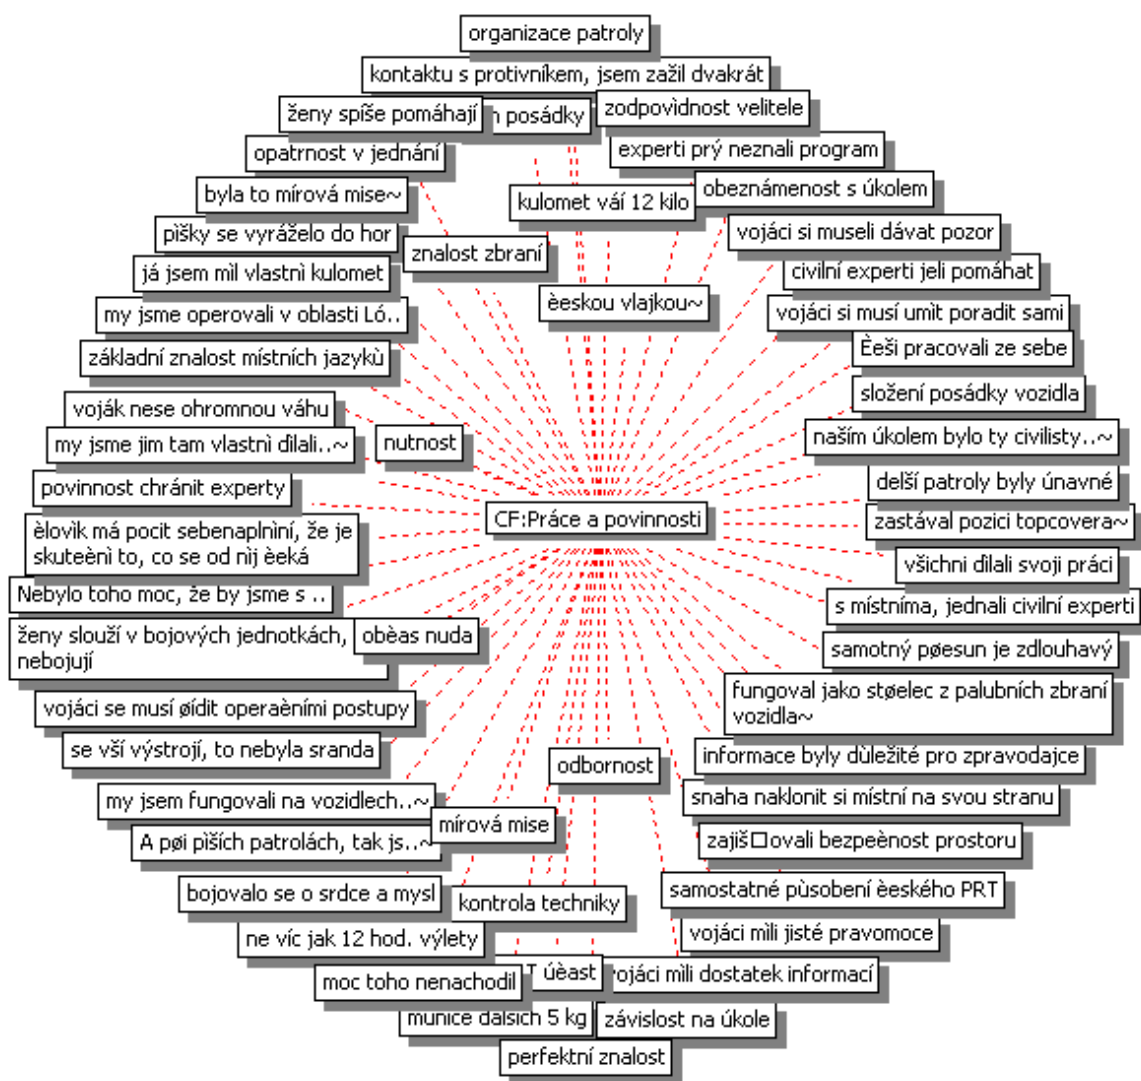 organizace patroly
kontaktu s protivníkem, jsem zažil dvakrát
ženy spíše pomáhají
posádky
zodpovìdnost velitele
opatrnost v jednání
experti prý neznali program
byla to mírová mise~
kulomet váí 12 kilo
obeznámenost s úkolem
pìšky se vyráželo do hor
znalost zbraní
vojáci si museli dávat pozor
já jsem mìl vlastnì kulomet
civilní experti jeli pomáhat
èeskou vlajkou~
my jsme operovali v oblasti Ló..
vojáci si musí umìt poradit sami
základní znalost místních jazykù
Èeši pracovali ze sebe
složení posádky vozidla
voják nese ohromnou váhu
my jsme jim tam vlastnì dìlali..~
nutnost
naším úkolem bylo ty civilisty..~
povinnost chránit experty
delší patroly byly únavné
CF:Práce a povinnosti
zastával pozici topcovera~
èlovìk má pocit sebenaplnìní, že je
skuteènì to, co se od nìj èeká
všichni dìlali svoji práci
Nebylo toho moc, že by jsme s ..
s místníma, jednali civilní experti
ženy slouží v bojových jednotkách,
nebojují
obèas nuda
samotný pøesun je zdlouhavý
vojáci se musí øídit operaèními postupy
fungoval jako støelec z palubních zbraní
vozidla~
se vší výstrojí, to nebyla sranda
odbornost
informace byly dùležité pro zpravodajce
my jsem fungovali na vozidlech..~
mírová mise
snaha naklonit si místní na svou stranu
A pøi pìších patrolách, tak js..~
zajiš□ovali bezpeènost prostoru
bojovalo se o srdce a mysl
kontrola techniky
samostatné pùsobení èeského PRT
ne víc jak 12 hod. výlety
vojáci mìli jisté pravomoce
moc toho nenachodil
T úèast
vojáci mìli dostatek informací
munice dalších 5 kg
závislost na úkole
perfektní znalost